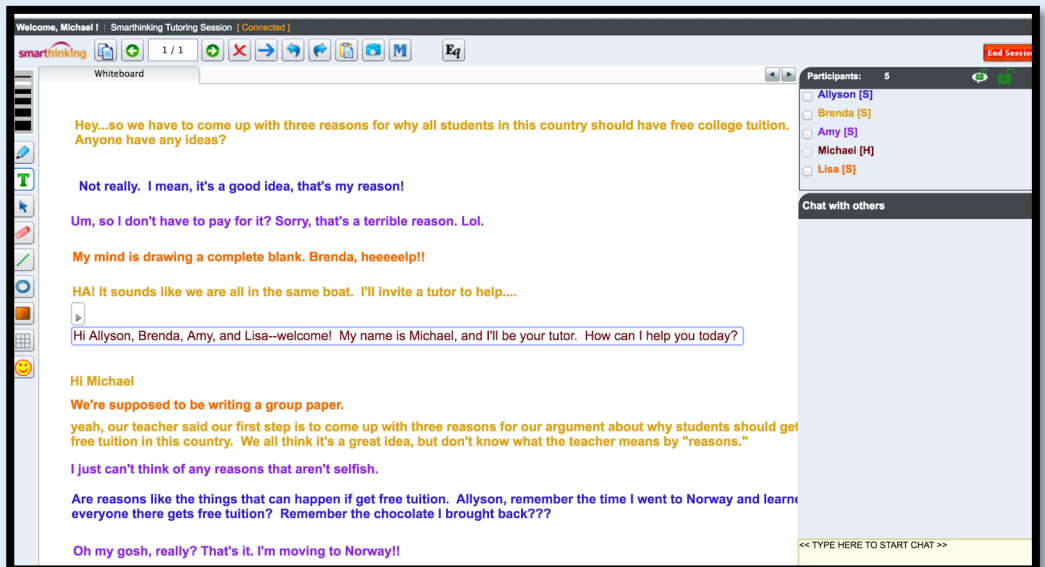 Welcome, Michael ! | Smarthinking Tutoring Session [ Connected ]
smarthinking 1 / 1 M Eq End Sessio
Whiteboard
Participants: 5
Allyson [S]
Brenda [S]
Amy [S]
Michael [H]
Lisa [S]
Chat with others
T
Hey...so we have to come up with three reasons for why all students in this country should have free college tuition.
Anyone have any ideas?
Not really. I mean, it's a good idea, that's my reason!
Um, so I don't have to pay for it? Sorry, that's a terrible reason. Lol.
My mind is drawing a complete blank. Brenda, heeeeelp!!
HA! It sounds like we are all in the same boat. I'll invite a tutor to help....
Hi Allyson, Brenda, Amy, and Lisa--welcome! My name is Michael, and I'll be your tutor. How can I help you today?
Hi Michael
We're supposed to be writing a group paper.
yeah, our teacher said our first step is to come up with three reasons for our argument about why students should get
free tuition in this country. We all think it's a great idea, but don't know what the teacher means by "reasons."
I just can't think of any reasons that aren't selfish.
Are reasons like the things that can happen if get free tuition. Allyson, remember the time I went to Norway and learne
everyone there gets free tuition? Remember the chocolate I brought back???
Oh my gosh, really? That's it. I'm moving to Norway!!
<< TYPE HERE TO START CHAT >>